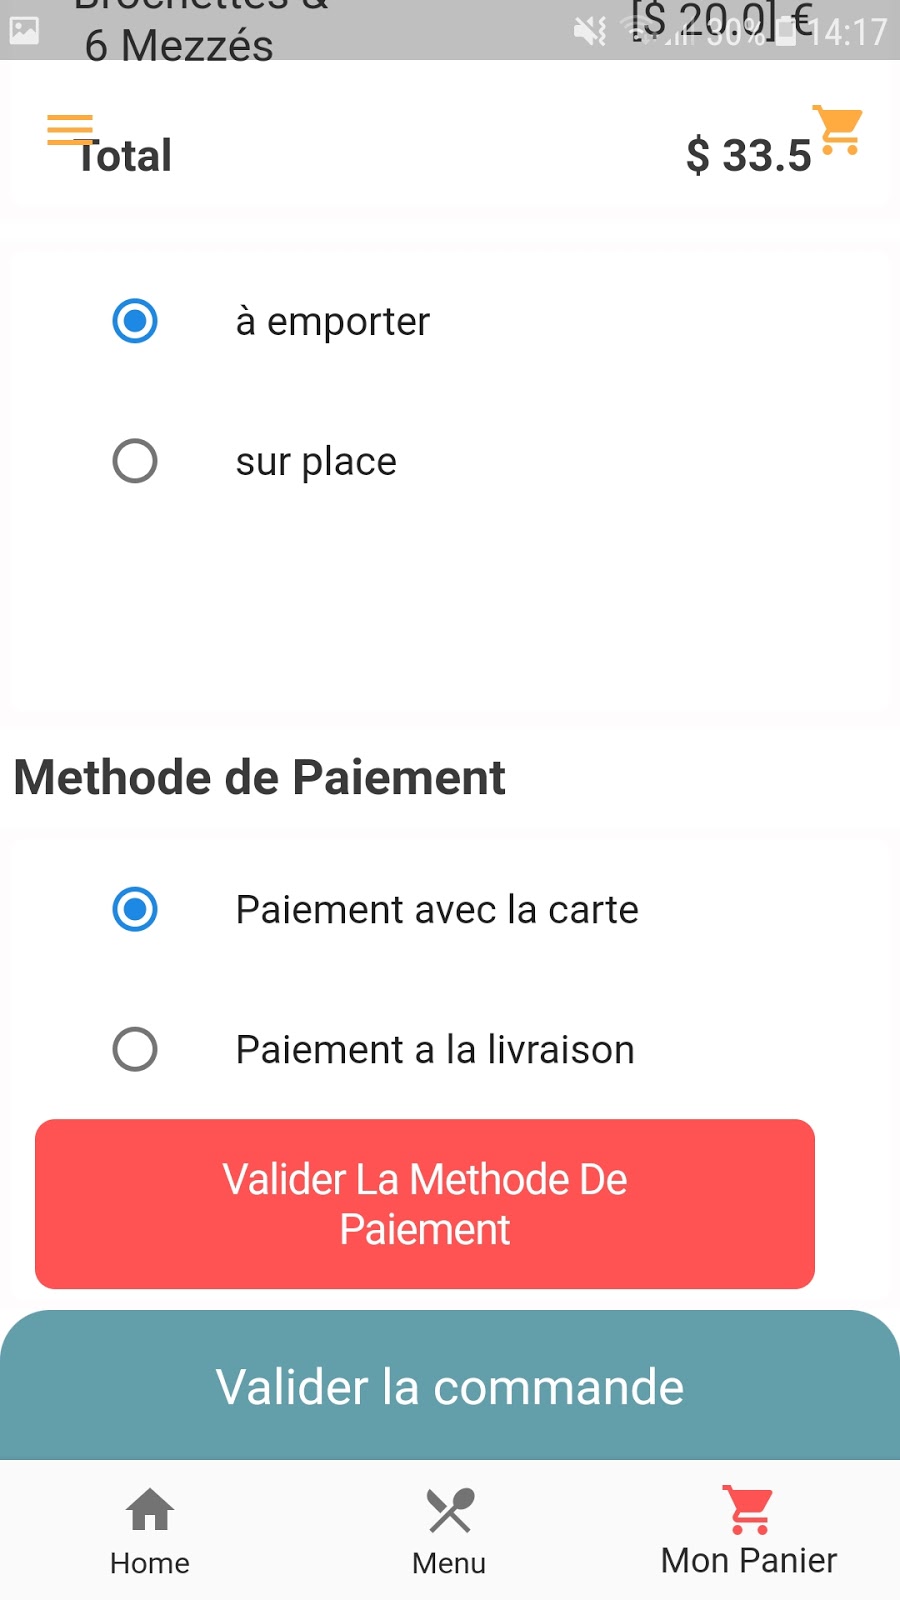 Brochettes &
6 Mezzés
[$ 20.0] €
30% 14:17
Total
$ 33.5
à emporter
sur place
Methode de Paiement
Paiement avec la carte
Paiement a la livraison
Valider La Methode De
Paiement
Valider la commande
Home
Menu
Mon Panier